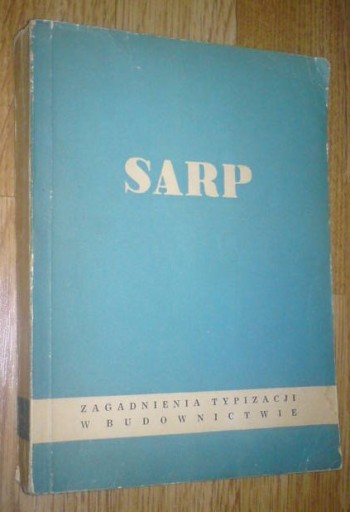 SARP
ZAGADNIENIA TYPIZACJI
W BUDOWNICTWIE